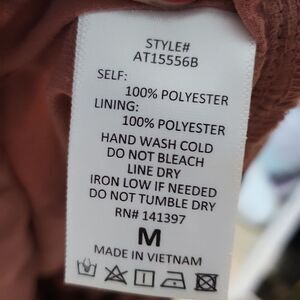 STYLE#
AT15556B
SELF:
100% POLYESTER
LINING:
100% POLYESTER
HAND WASH COLD
DO NOT BLEACH
LINE DRY
IRON LOW IF NEEDED
DO NOT TUMBLE DRY
RN# 141397
M
MADE IN VIETNAM